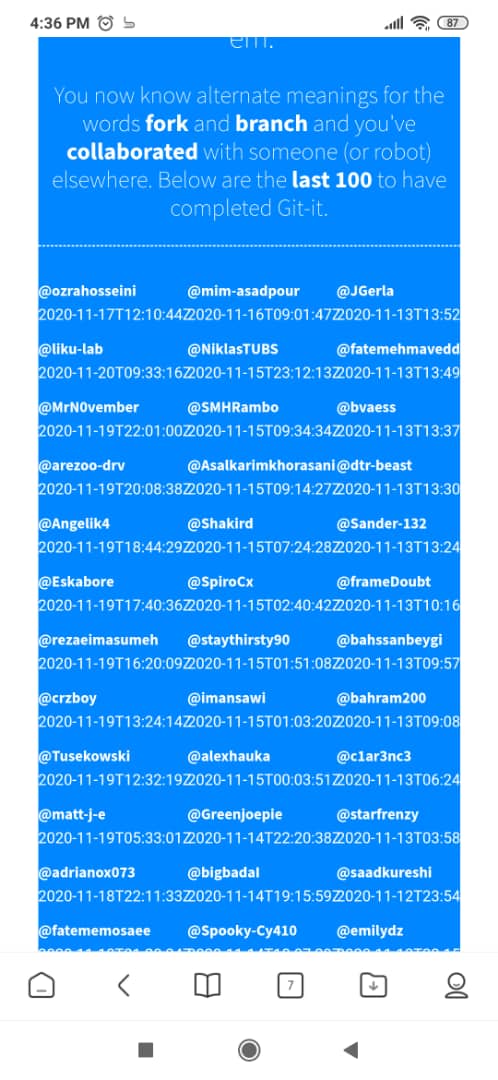 4:36 PM
87
em.
You now know alternate meanings for the
words fork and branch and you've
collaborated with someone (or robot)
elsewhere. Below are the last 100 to have
completed Git-it.
@ozrahosseini @mim-asadpour @JGerla
2020-11-17T12:10:44Z 2020-11-16T09:01:47Z 2020-11-13T13:52
@liku-lab @NiklasTUBS @fatemehmavedd
2020-11-20T09:33:16Z 2020-11-15T23:12:13Z 2020-11-13T13:49
@MrN0vember @SMHRambo @bvaess
2020-11-19T22:01:00Z 2020-11-15T09:34:34Z 2020-11-13T13:37
@arezoo-drv @Asalkarimkhorasani @dtr-beast
2020-11-19T20:08:38Z 2020-11-15T09:14:27Z 2020-11-13T13:30
@Angelik4 @Shakird @Sander-132
2020-11-19T18:44:29Z 2020-11-15T07:24:28Z 2020-11-13T13:24
@Eskabore @SpiroCx @frameDoubt
2020-11-19T17:40:36Z 2020-11-15T02:40:42Z 2020-11-13T10:16
@rezaeimasumeh @staythirsty90 @bahssanbeygi
2020-11-19T16:20:09Z 2020-11-15T01:51:08Z 2020-11-13T09:57
@crzboy @imansawi @bahram200
2020-11-19T13:24:14Z 2020-11-15T01:03:20Z 2020-11-13T09:08
@Tusekowski @alexhauka @c1ar3nc3
2020-11-19T12:32:19Z 2020-11-15T00:03:51Z 2020-11-13T06:24
@matt-j-e @Greenjoepie @starfrenzy
2020-11-19T05:33:01Z 2020-11-14T22:20:38Z 2020-11-13T03:58
@adrianox073 @bigbadal @saadkureshi
2020-11-18T22:11:33Z 2020-11-14T19:15:59Z 2020-11-12T23:54
@fatememosaee @Spooky-Cy410 @emilydz
7